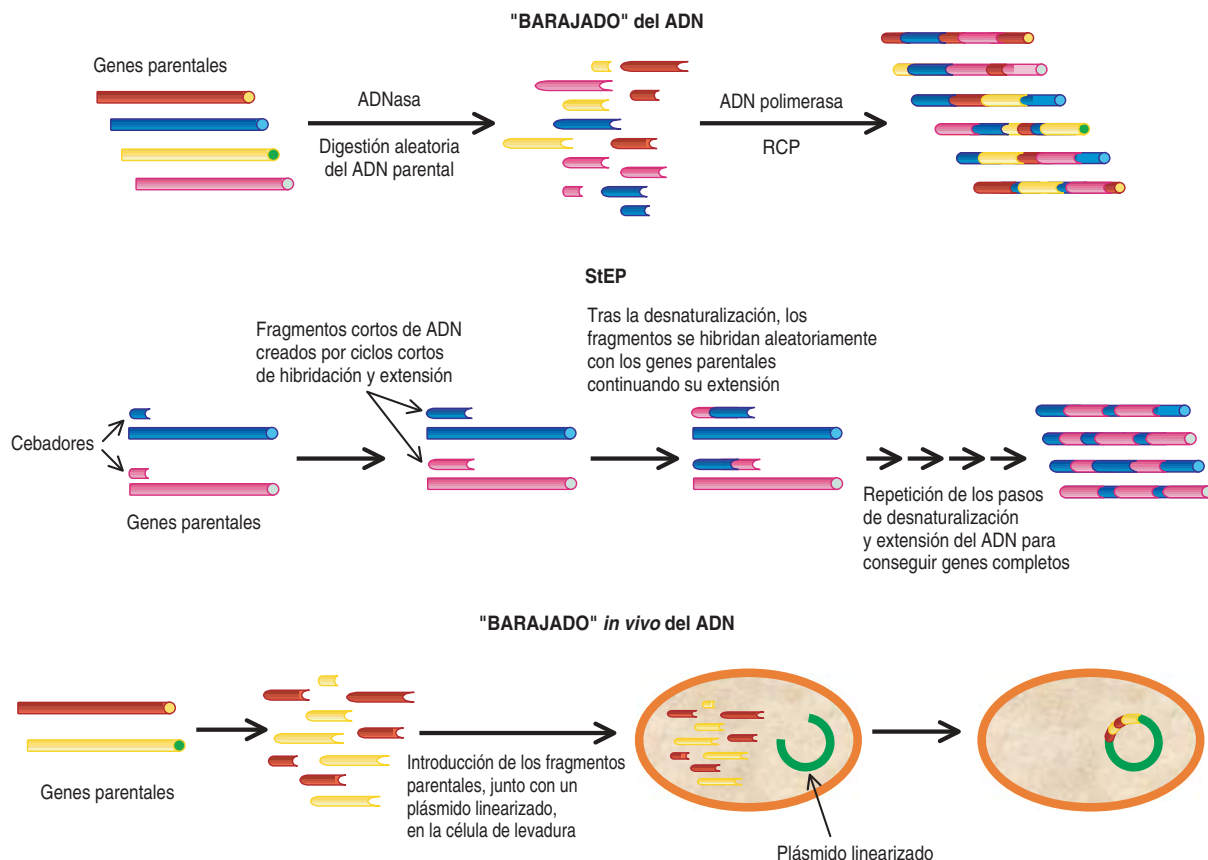 "BARAJADO" del ADN
Genes parentales
ADNasa
Digestión aleatoria
del ADN parental
ADN polimerasa
RCP
StEP
Fragmentos cortos de ADN
creados por ciclos cortos
de hibridación y extensión
Tras la desnaturalización, los
fragmentos se hibridan aleatoriamente
con los genes parentales
continuando su extensión
Cebadores
Genes parentales
Repetición de los pasos
de desnaturalización
y extensión del ADN para
conseguir genes completos
"BARAJADO" in vivo del ADN
Genes parentales
Introducción de los fragmentos
parentales, junto con un
plásmido linearizado,
en la célula de levadura
Plásmido linearizado